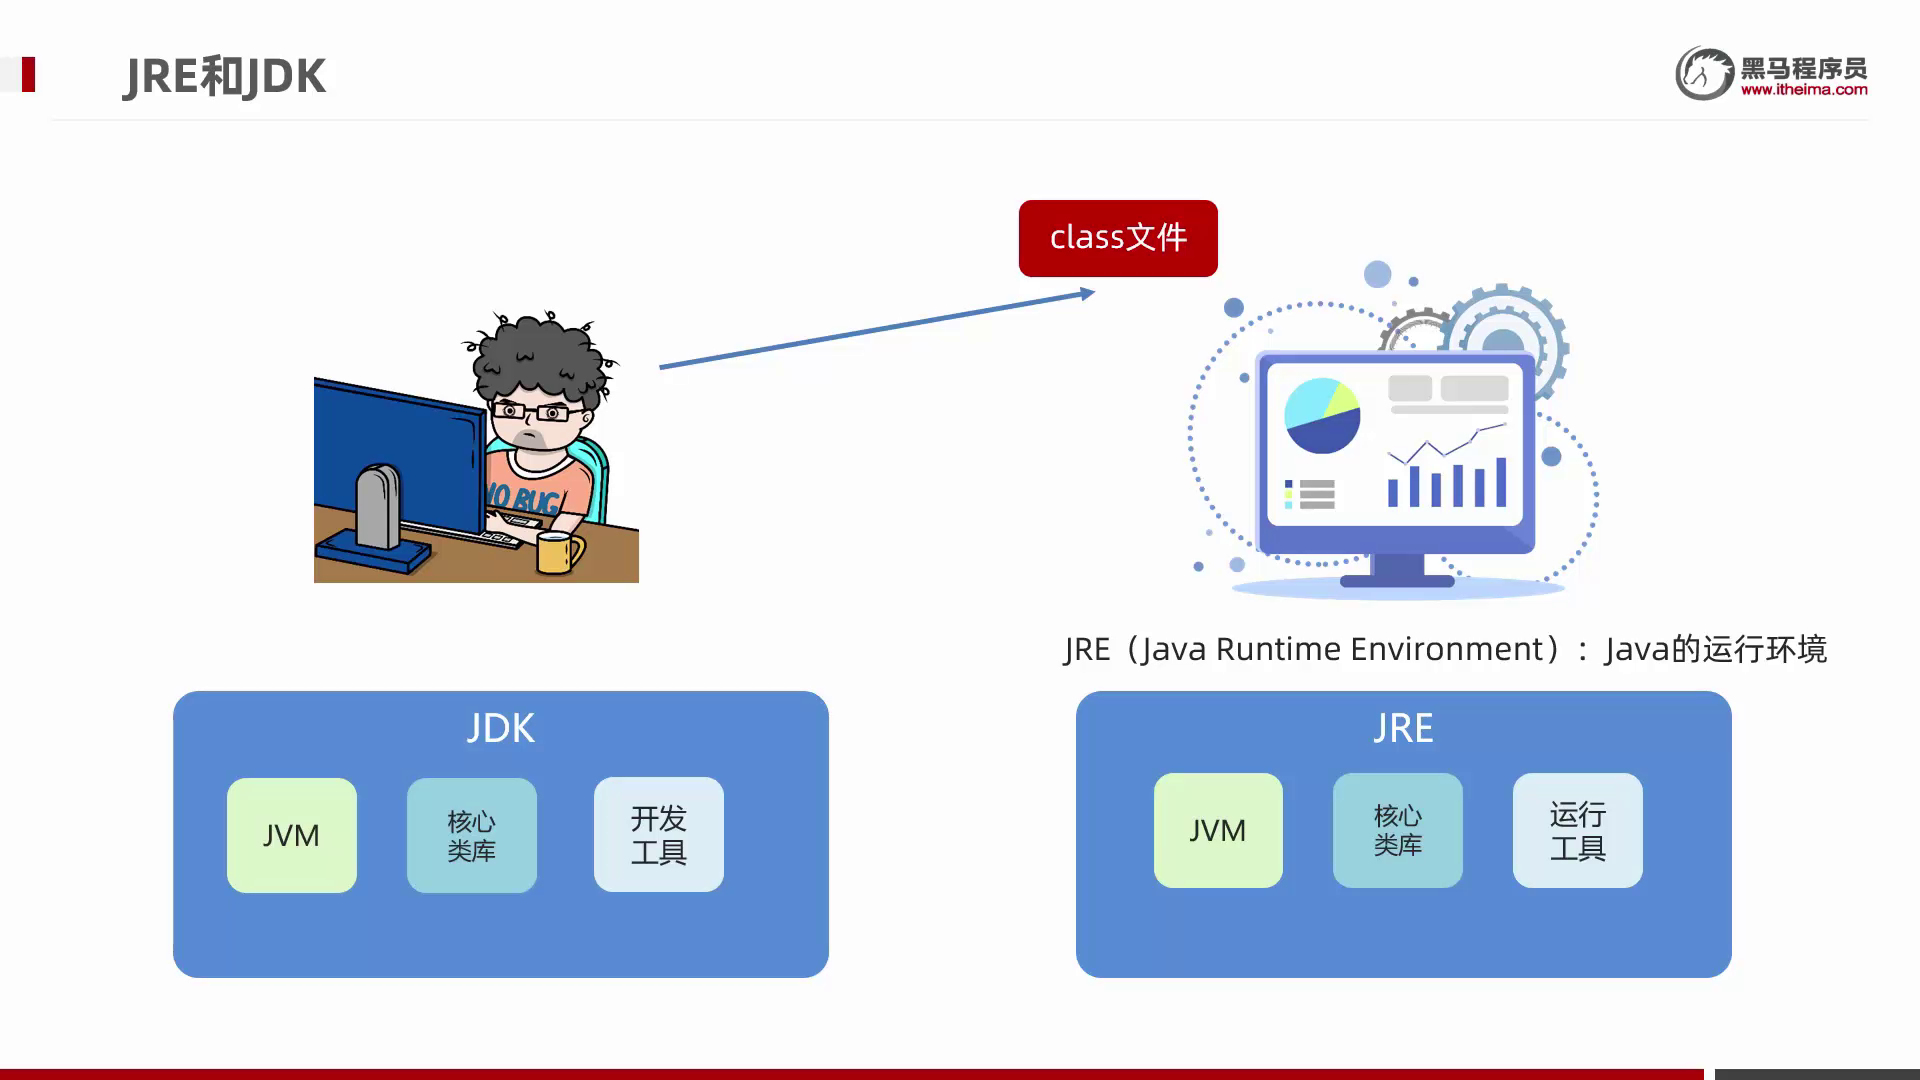 JRE和JDK
黑马程序员
www.itheima.com
class文件
NO BUG
JRE（Java Runtime Environment）：Java的运行环境
JDK
JVM
核心
类库
开发
工具
JRE
JVM
核心
类库
运行
工具